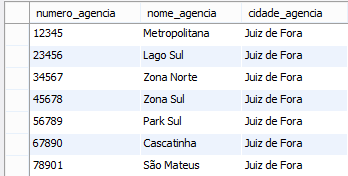 numero_agencia nome_agencia cidade_agencia
12345 Metropolitana Juiz de Fora
23456 Lago Sul Juiz de Fora
34567 Zona Norte Juiz de Fora
45678 Zona Sul Juiz de Fora
56789 Park Sul Juiz de Fora
67890 Cascatinha Juiz de Fora
78901 São Mateus Juiz de Fora